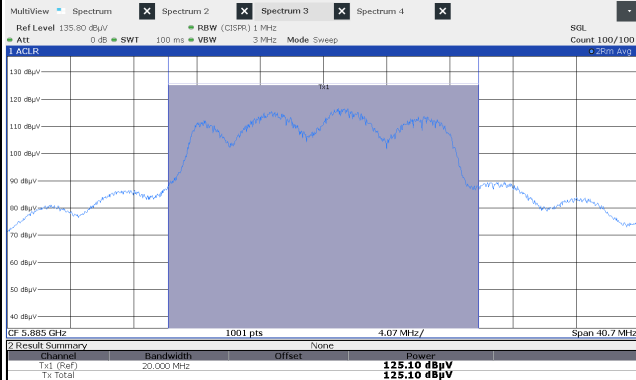 MultiView Spectrum Spectrum 2 Spectrum 3 Spectrum 4
Ref Level 135.80 dBµV RBW (CISPR) 1 MHz SGL
Att 0 dB SWT 100 ms VBW 3 MHz Mode Sweep Count 100/100
1 ACLR 2Rm Avg
130 dBµV
Tx1
120 dBµV
110 dBµV
100 dBµV
90 dBµV
80 dBµV
70 dBµV
60 dBµV
50 dBµV
40 dBµV
CF 5.885 GHz 1001 pts 4.07 MHz/ Span 40.7 MHz
2 Result Summary None
Channel Bandwidth Offset Power
Tx1 (Ref) 20.000 MHz 125.10 dBµV
Tx Total 125.10 dBµV